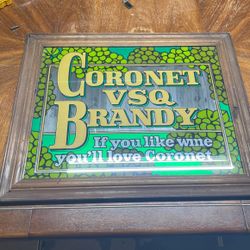 CORONET
VSQ
BRANDY
If you like wine
you'll love Coronet